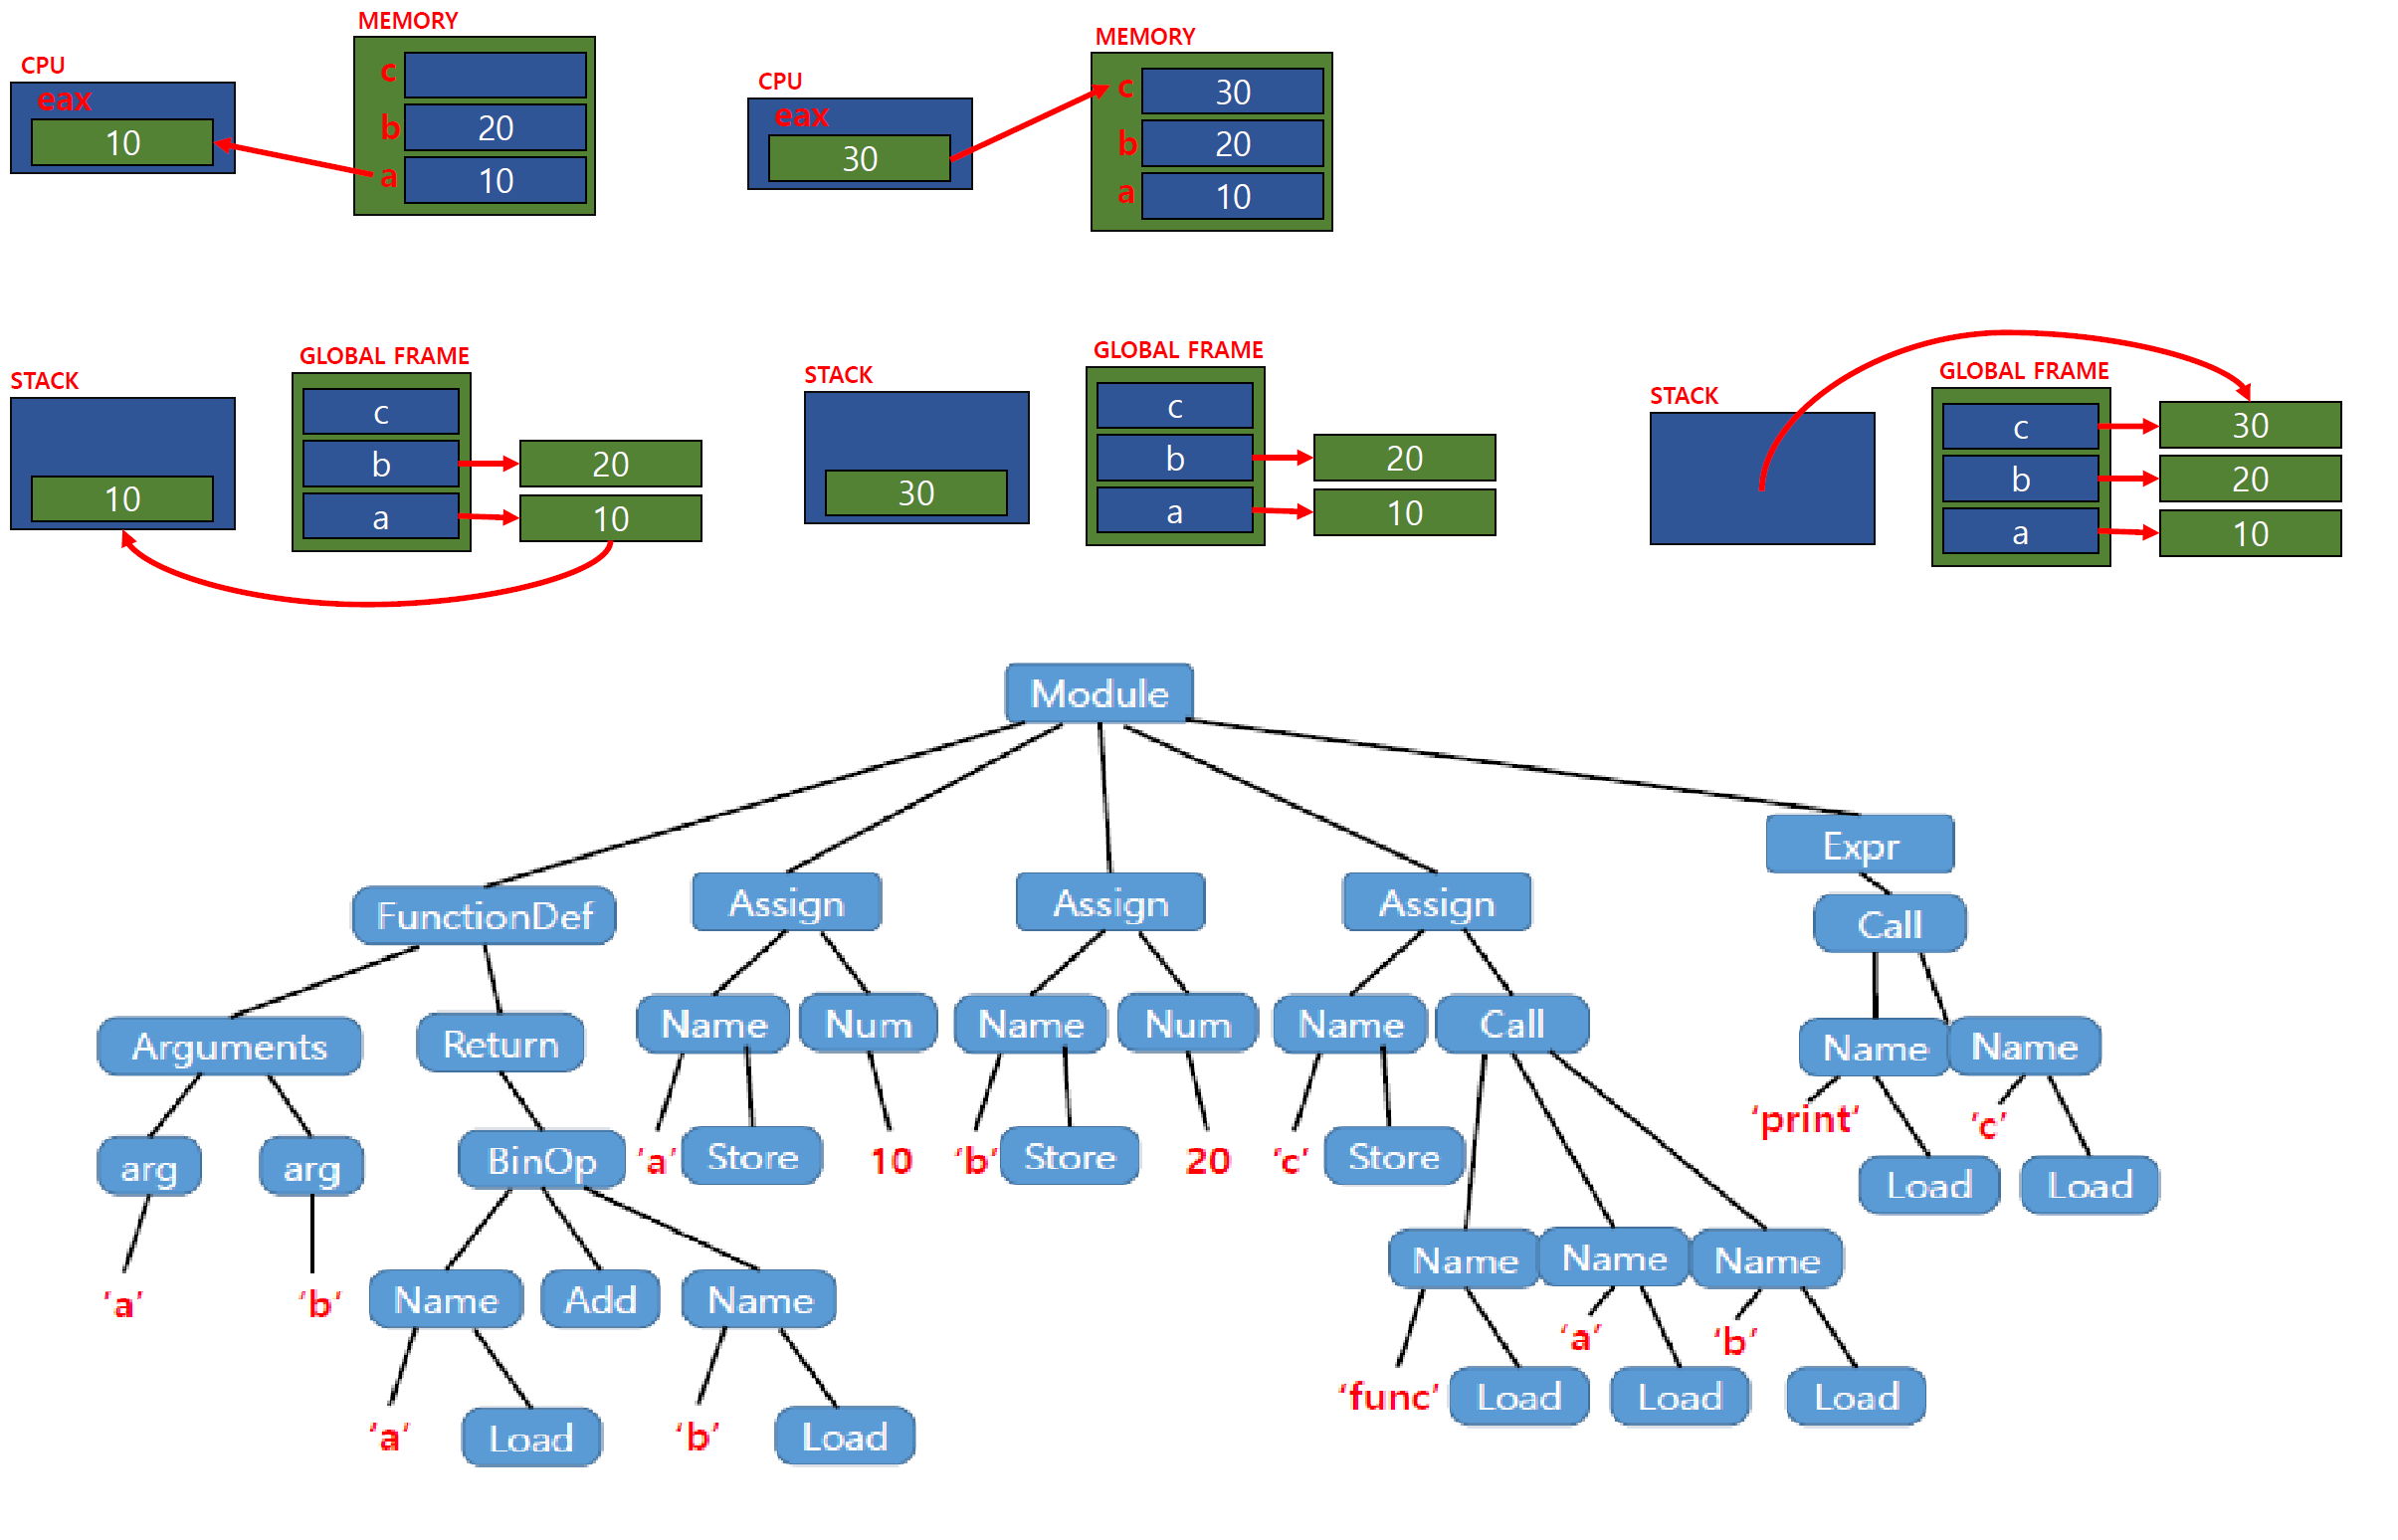 MEMORY
CPU
c
eax
b
20
10
a
10
MEMORY
CPU
c
30
eax
b
20
30
a
10
GLOBAL FRAME
STACK
c
b
20
10
a
10
GLOBAL FRAME
STACK
c
b
20
30
a
10
GLOBAL FRAME
STACK
c
30
b
20
a
10
Module
Expr
FunctionDef
Assign
Assign
Assign
Call
Arguments
Return
Name
Num
Name
Num
Name
Call
Name
Name
'print'
'c'
arg
arg
BinOp
'a'
Store
10
'b'
Store
20
'c'
Store
Load
Load
'a'
'b'
Name
Add
Name
Name
Name
Name
'a'
'b'
'func'
Load
Load
Load
'a'
Load
'b'
Load